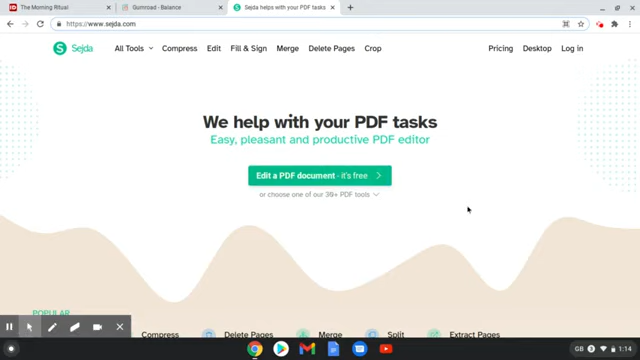 The Morning Ritual
Gumroad - Balance
Sejda helps with your PDF tasks
https://www.sejda.com
Sejda
All Tools Compress Edit Fill & Sign Merge Delete Pages Crop Pricing Desktop Log in
We help with your PDF tasks
Easy, pleasant and productive PDF editor
Edit a PDF document - it's free
or choose one of our 30+ PDF tools
POPULAR
Compress Delete Pages Merge Split Extract Pages
GB 1:14